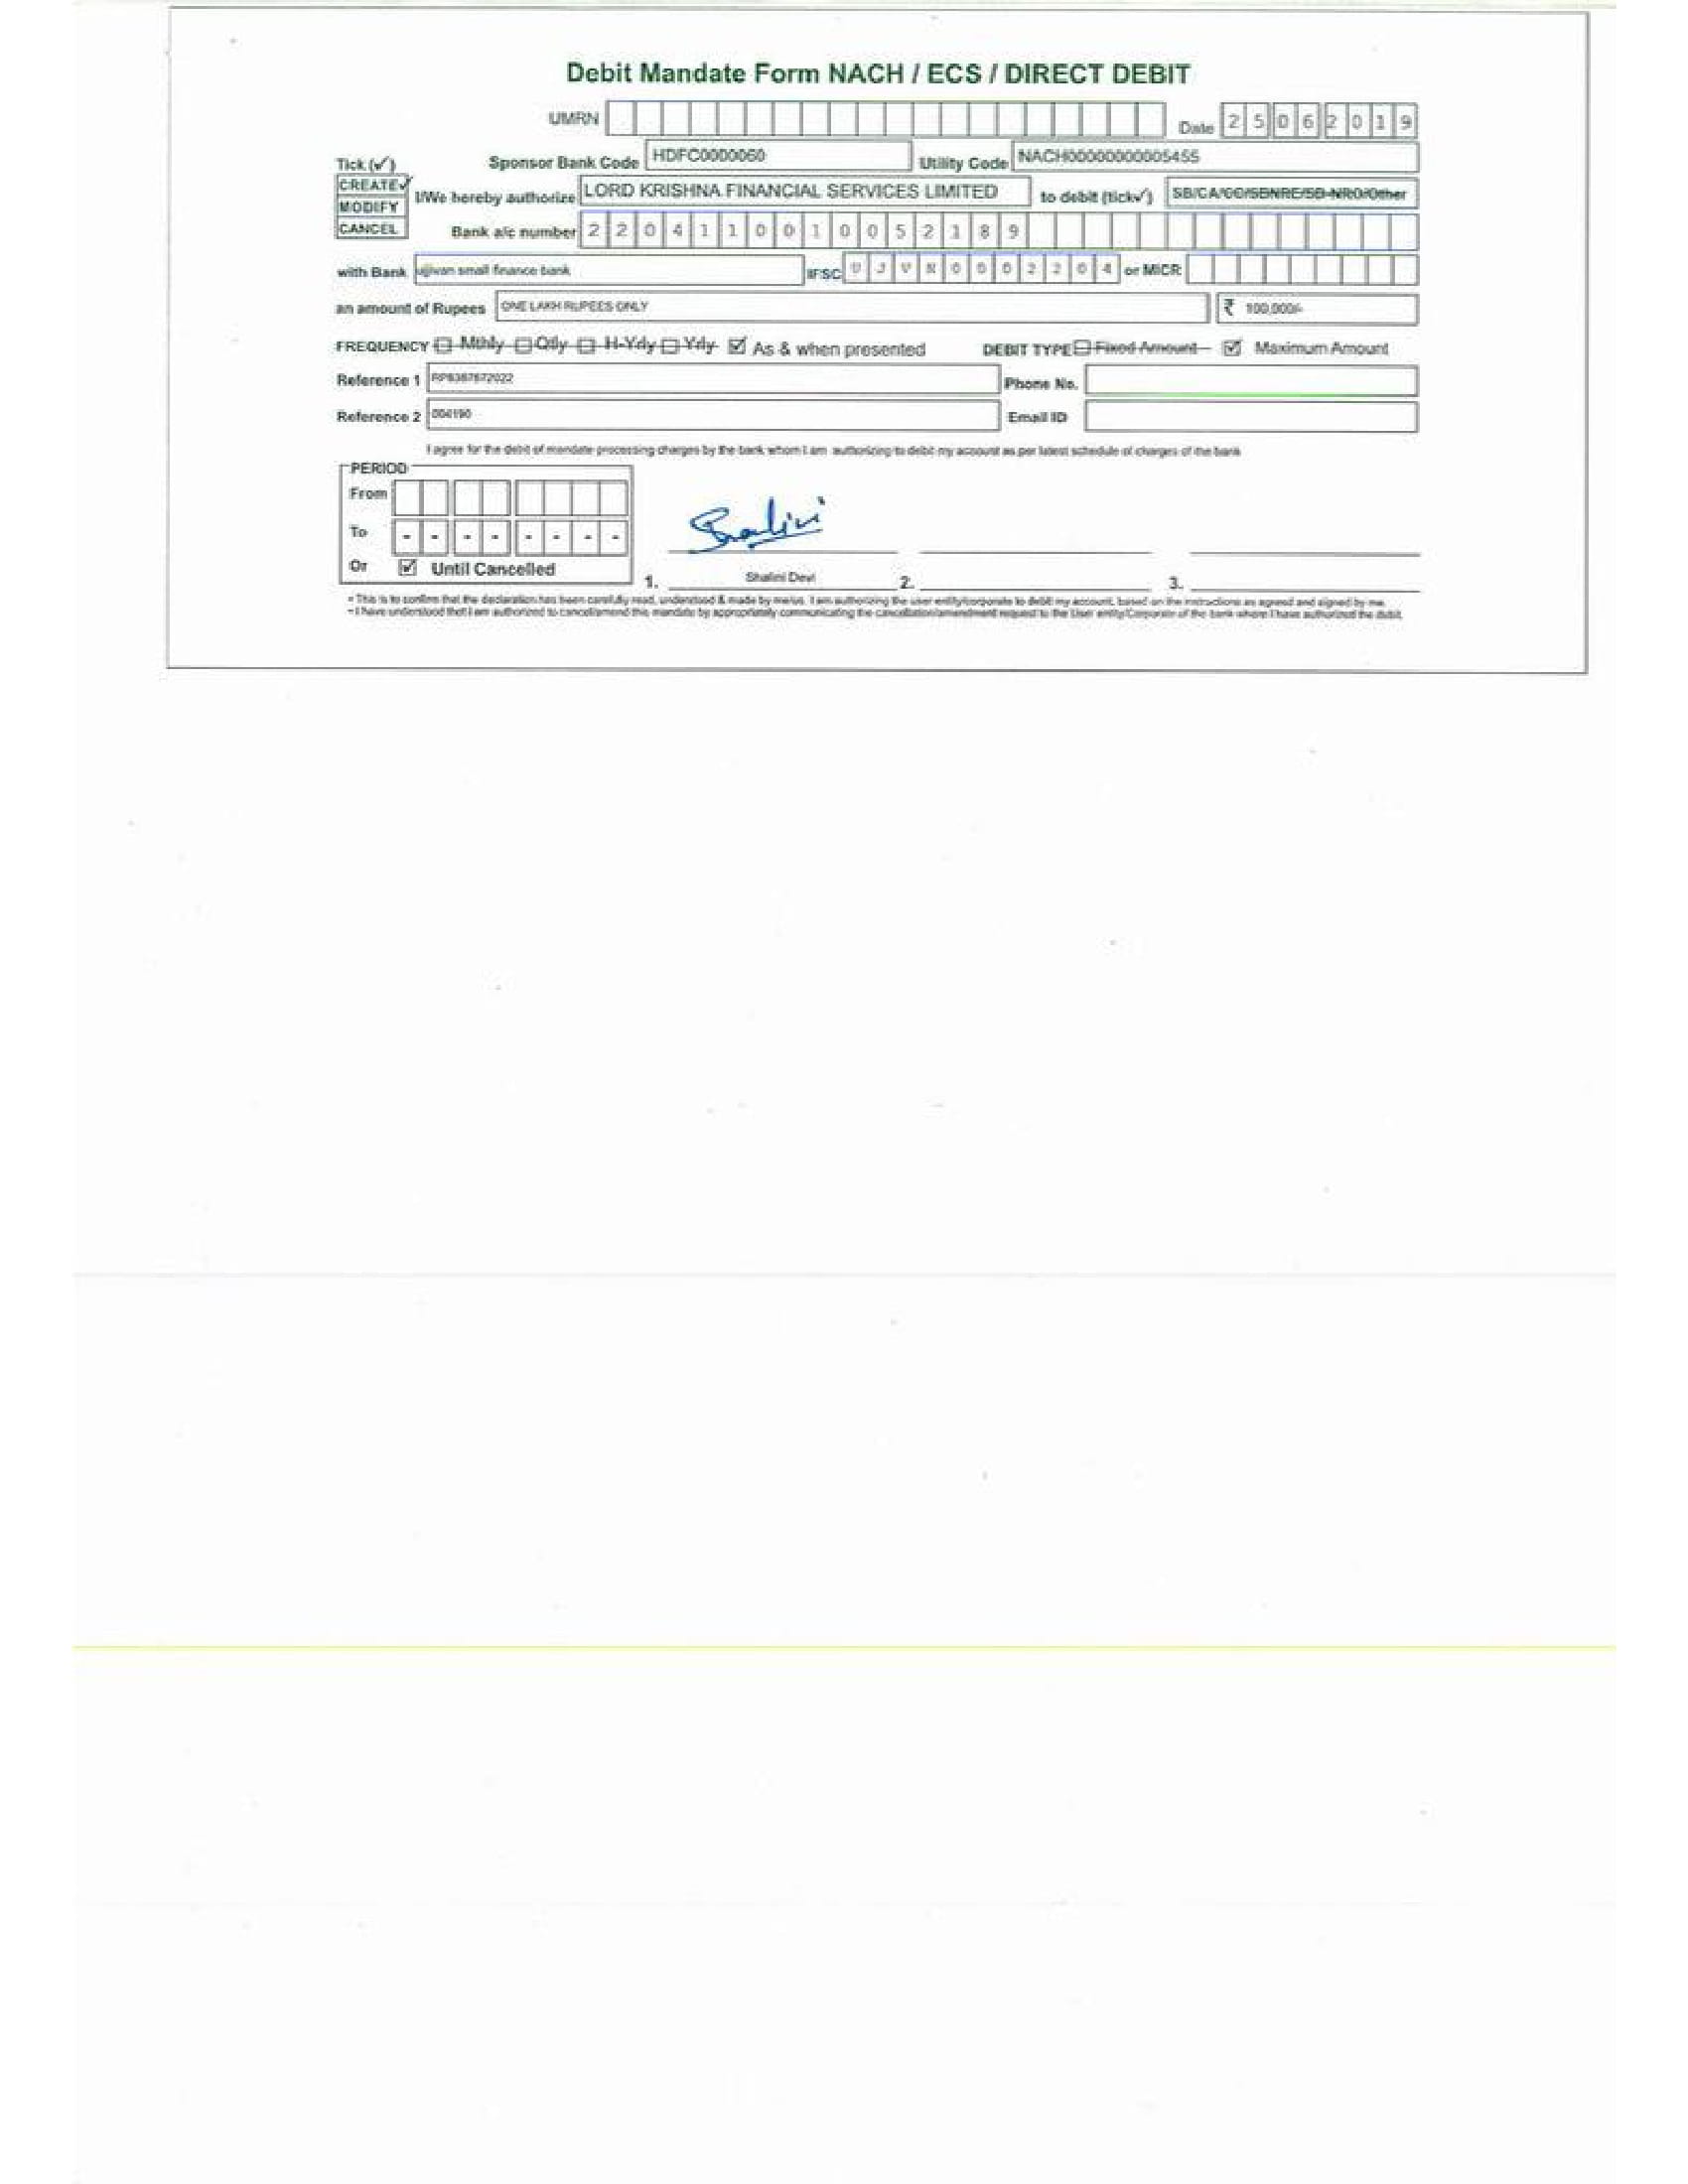 Debit Mandate Form NACH / ECS / DIRECT DEBIT
UMRN Date 2 5 0 6 2 0 1 9
Tick (✓) Sponsor Bank Code HDFC0000060 Utility Code NACH00000000005455
CREATE ✓ I/We hereby authorize LORD KRISHNA FINANCIAL SERVICES LIMITED to debit (tick✓) SB/CA/CC/SBNRE/SB-NRO/Other
MODIFY
CANCEL Bank a/c number 2 2 0 4 1 1 0 0 1 0 0 5 2 1 8 9
with Bank ujjivan small finance bank IFSC U J V N 0 0 0 2 2 0 4 or MICR
an amount of Rupees ONE LAKH RUPEES ONLY ₹ 100,000/-
FREQUENCY Mthly Qtly H-Yrly Yrly ☑ As & when presented DEBIT TYPE Fixed Amount ☑ Maximum Amount
Reference 1 RP6387672022 Phone No.
Reference 2 004190 Email ID
I agree for the debit of mandate processing charges by the bank whom I am authorizing to debit my account as per latest schedule of charges of the bank
PERIOD
From
To - - - - - - - -
Or ☑ Until Cancelled
Shalini
1. Shalini Devi 2. 3.
- This is to confirm that the declaration has been carefully read, understood & made by me/us. I am authorizing the user entity/corporate to debit my account, based on the instructions as agreed and signed by me.
- I have understood that I am authorized to cancel/amend this mandate by appropriately communicating the cancellation/amendment request to the User entity/Corporate of the bank where I have authorized the debit.